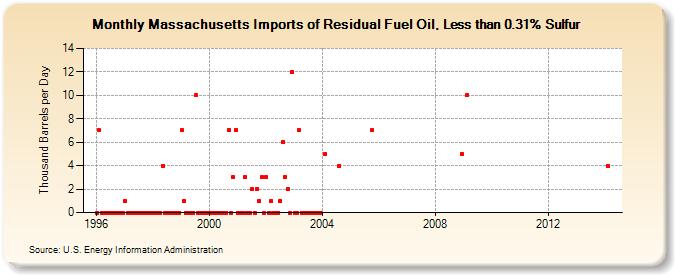 Monthly Massachusetts Imports of Residual Fuel Oil, Less than 0.31% Sulfur
Thousand Barrels per Day
14
12
10
8
6
4
2
0
1996 2000 2004 2008 2012
Source: U.S. Energy Information Administration